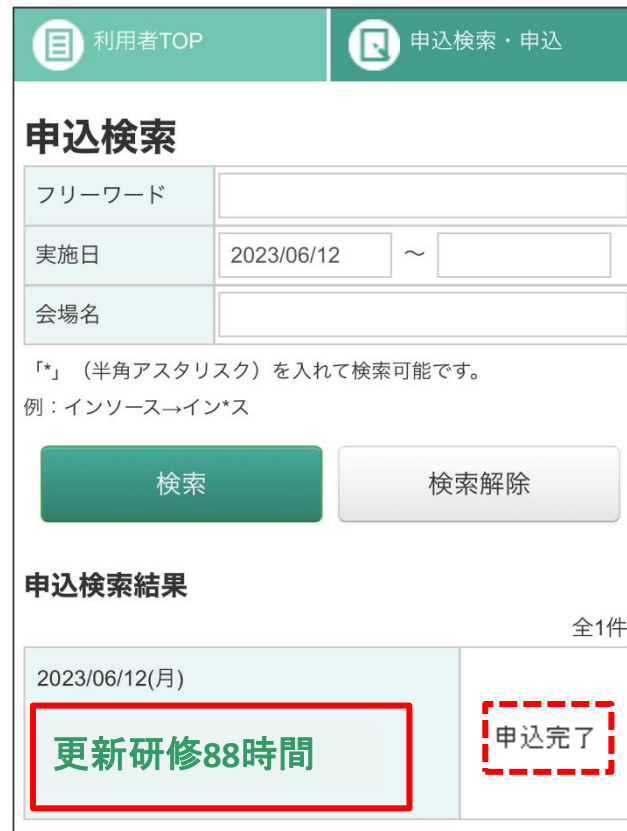 利用者TOP 申込検索・申込
申込検索
フリーワード
実施日 2023/06/12 ～
会場名
「*」（半角アスタリスク）を入れて検索可能です。
例：インソース→イン*ス
検索 検索解除
申込検索結果
全1件
2023/06/12(月)
更新研修88時間 申込完了